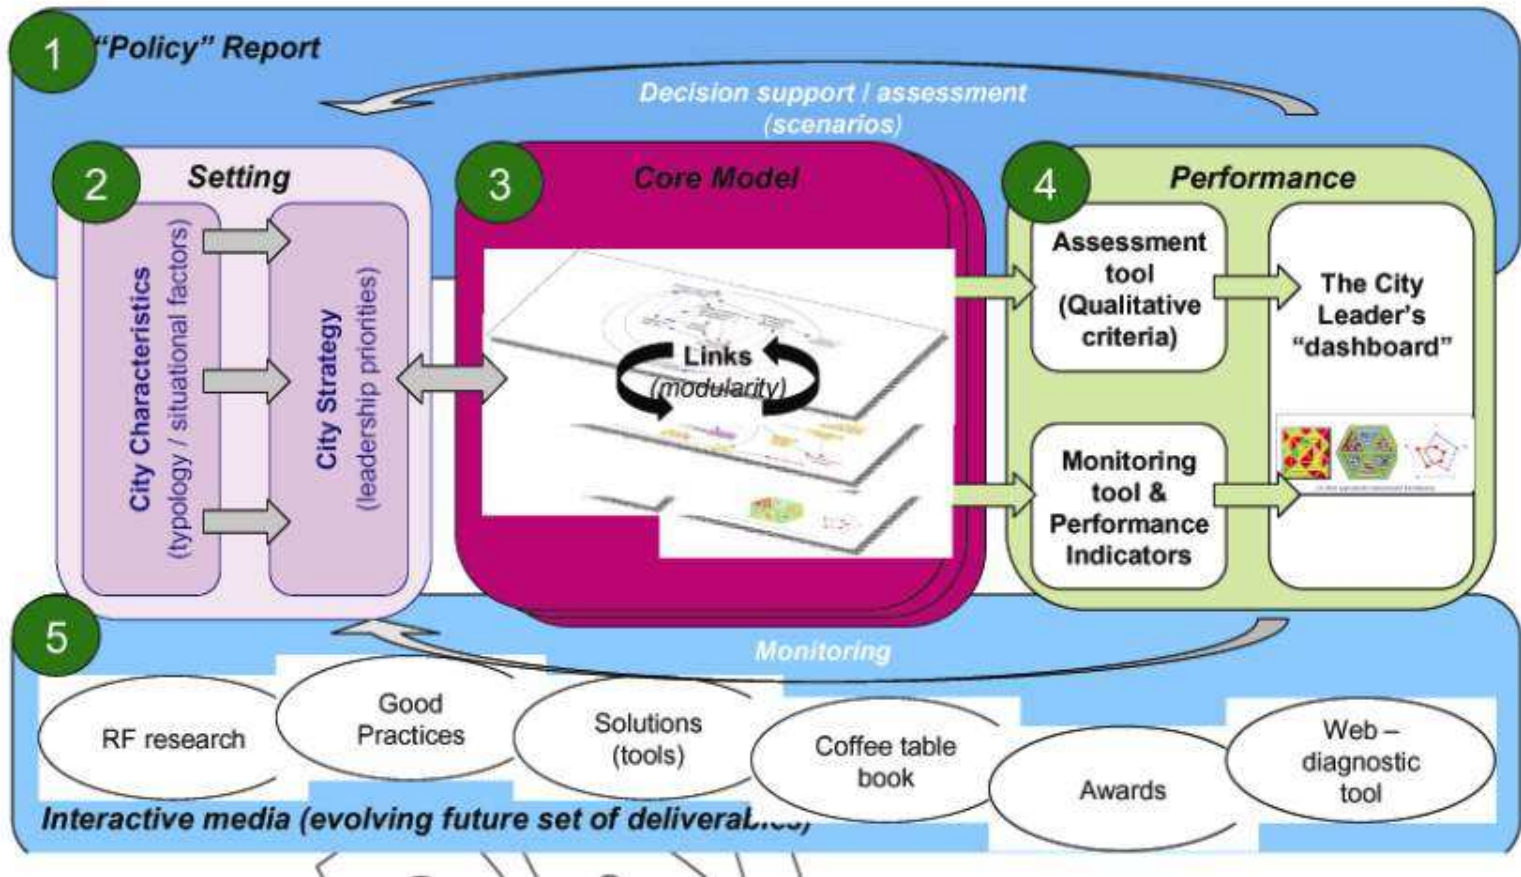 1
“Policy” Report
Decision support / assessment
(scenarios)
2
Setting
City Characteristics
(typology / situational factors)
City Strategy
(leadership priorities)
3
Core Model
Links
(modularity)
4
Performance
Assessment
tool
(Qualitative
criteria)
The City
Leader’s
“dashboard”
Monitoring
tool &
Performance
Indicators
5
Monitoring
RF research
Good
Practices
Solutions
(tools)
Coffee table
book
Awards
Web –
diagnostic
tool
Interactive media (evolving future set of deliverables)